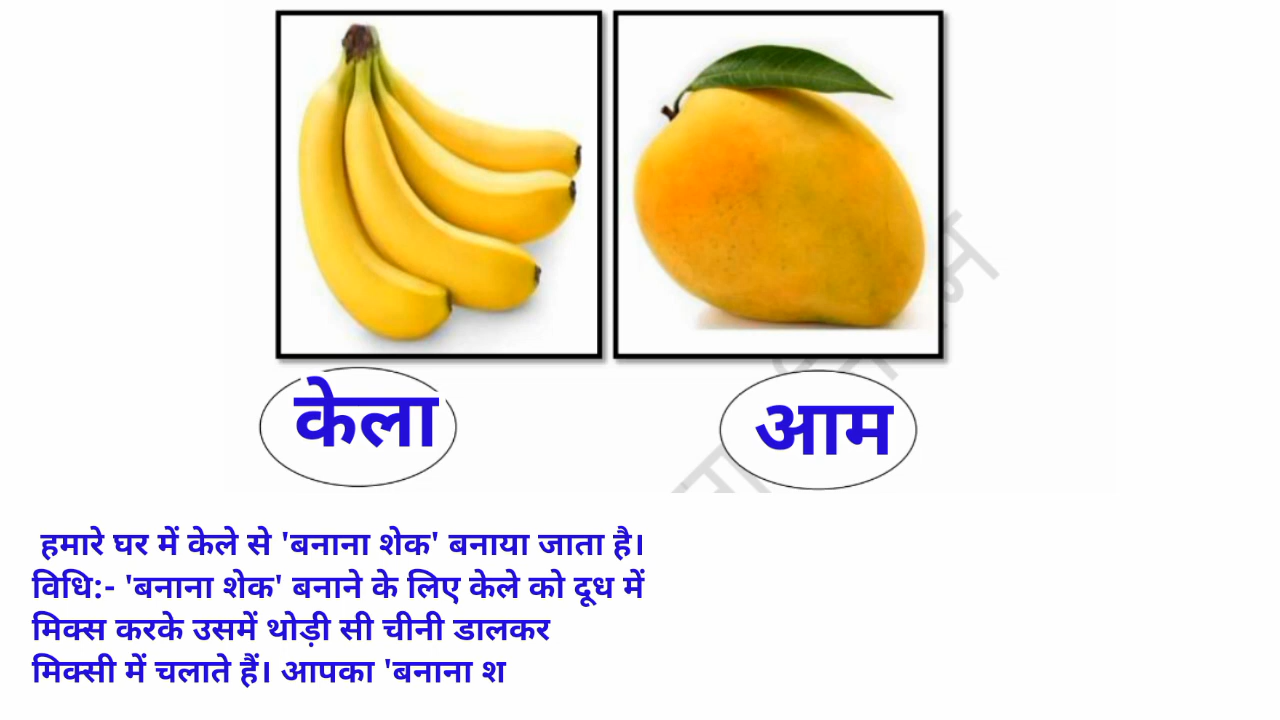 केला
आम
हमारे घर में केले से 'बनाना शेक' बनाया जाता है।
विधि:- 'बनाना शेक' बनाने के लिए केले को दूध में
मिक्स करके उसमें थोड़ी सी चीनी डालकर
मिक्सी में चलाते हैं। आपका 'बनाना श